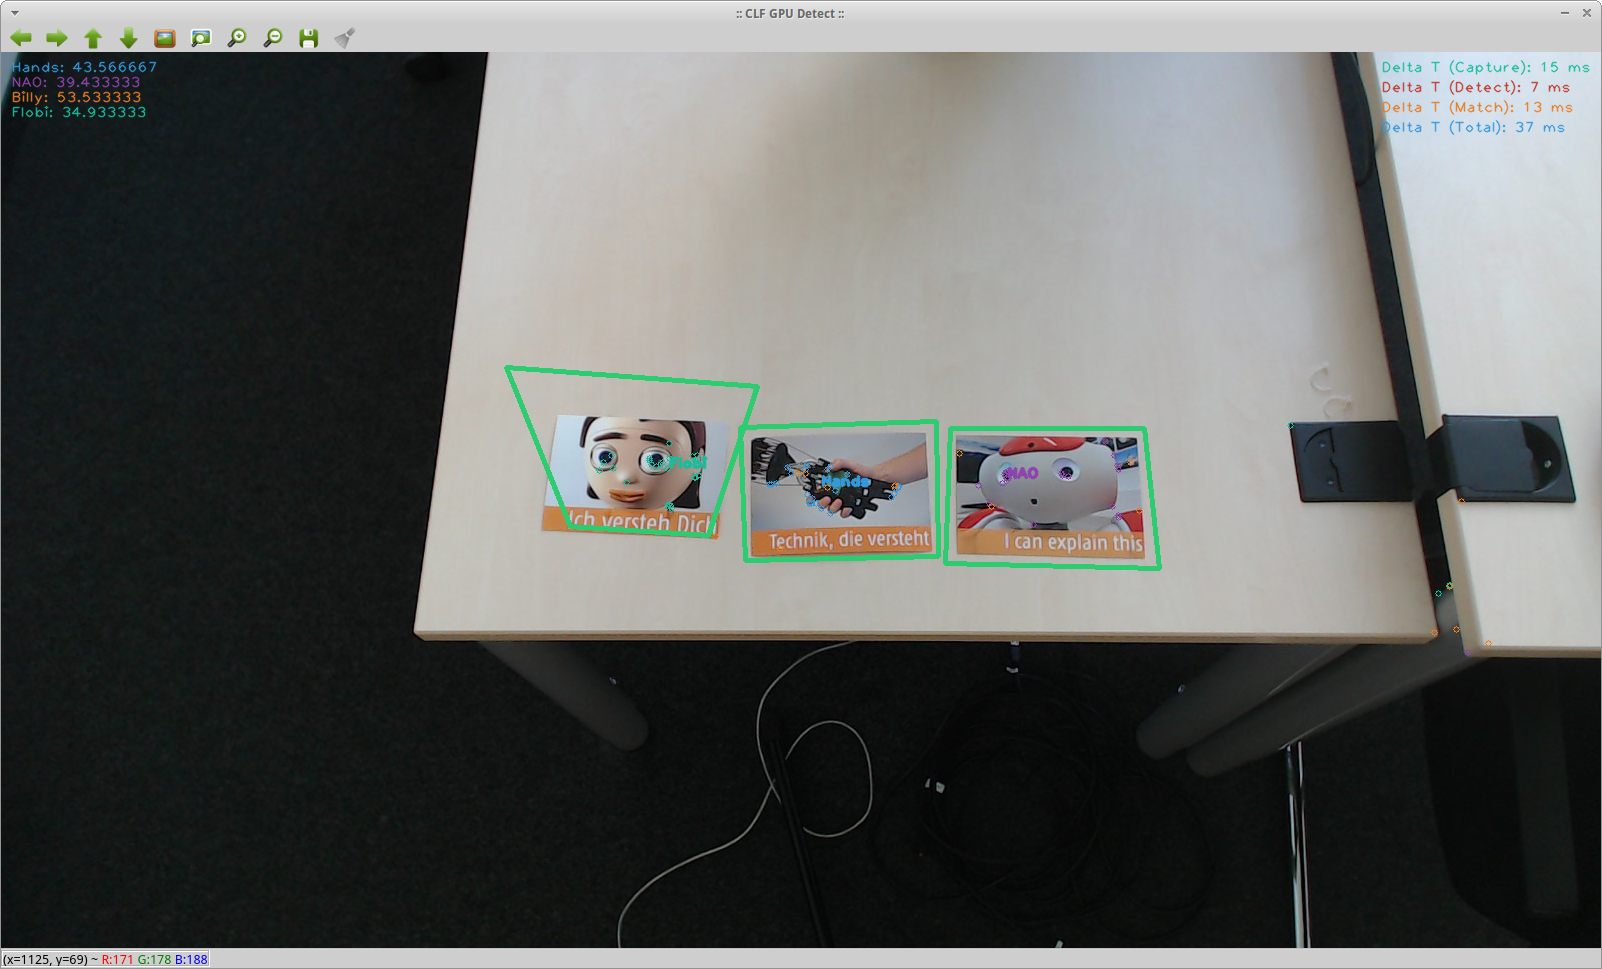 :: CLF GPU Detect ::
Hands: 43.566667
NAO: 39.433333
Billy: 53.533333
Flobi: 34.933333
Delta T (Capture): 15 ms
Delta T (Detect): 7 ms
Delta T (Match): 13 ms
Delta T (Total): 37 ms
Flobi
Hands
NAO
Ich versteh Dich
Technik, die versteht
I can explain this
(x=1125, y=69) ~ R:171 G:178 B:188